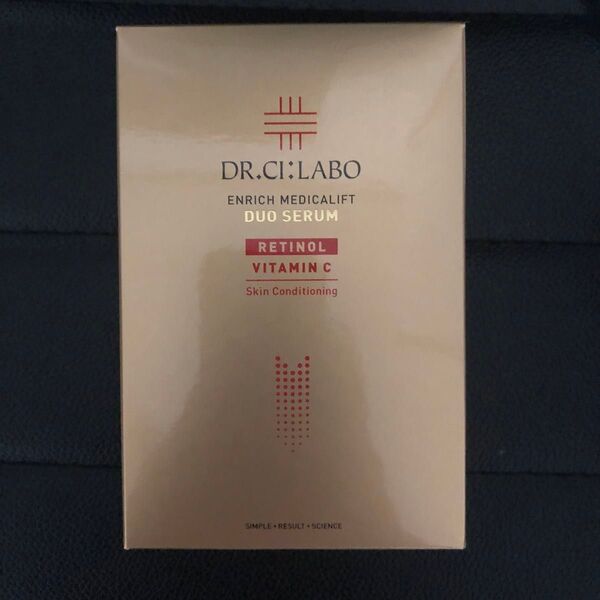 DR.CI:LABO
ENRICH MEDICALIFT
DUO SERUM
RETINOL
VITAMIN C
Skin Conditioning
SIMPLE • RESULT • SCIENCE